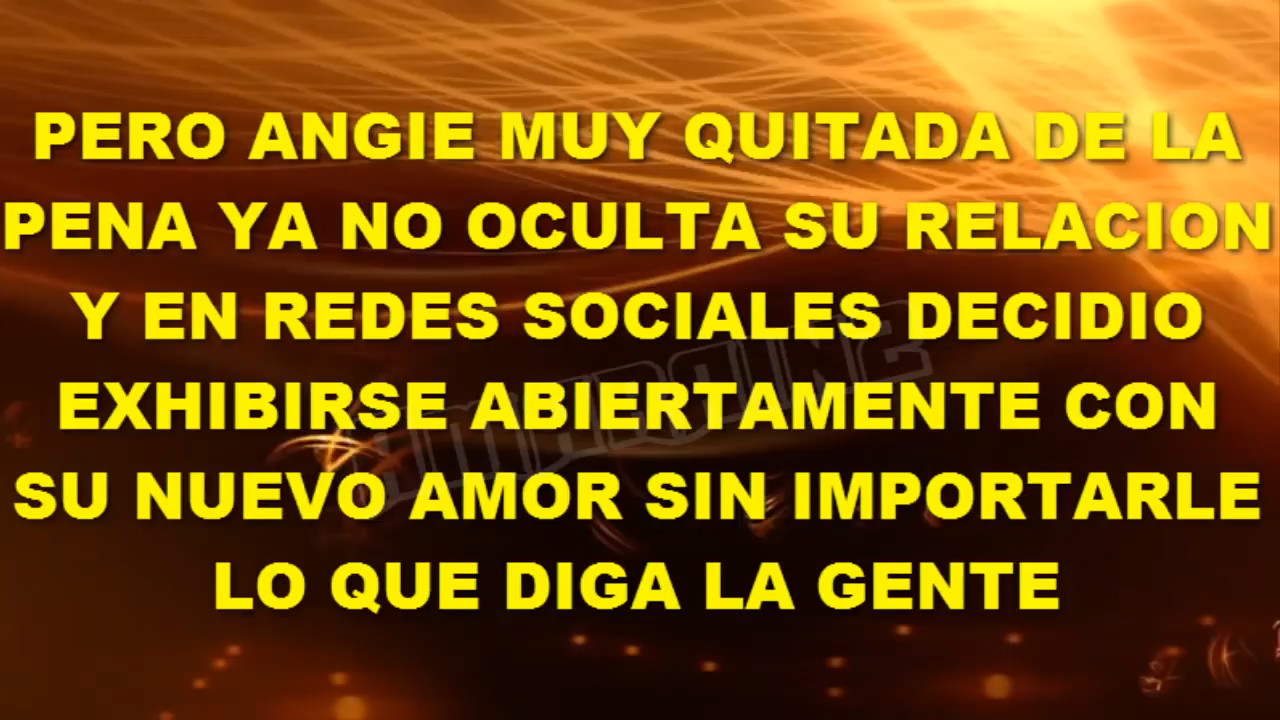 PERO ANGIE MUY QUITADA DE LA
PENA YA NO OCULTA SU RELACION
Y EN REDES SOCIALES DECIDIO
EXHIBIRSE ABIERTAMENTE CON
SU NUEVO AMOR SIN IMPORTARLE
LO QUE DIGA LA GENTE